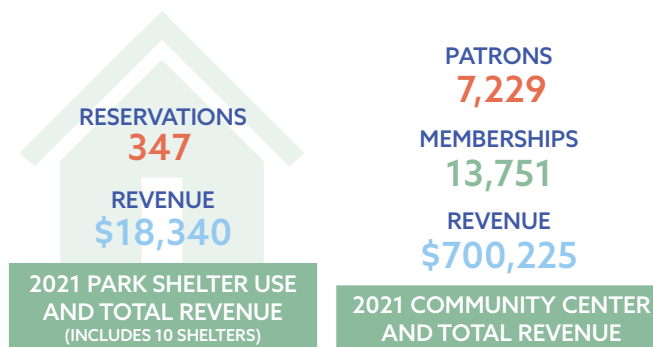 RESERVATIONS
347
REVENUE
$18,340
2021 PARK SHELTER USE
AND TOTAL REVENUE
(INCLUDES 10 SHELTERS)
PATRONS
7,229
MEMBERSHIPS
13,751
REVENUE
$700,225
2021 COMMUNITY CENTER
AND TOTAL REVENUE